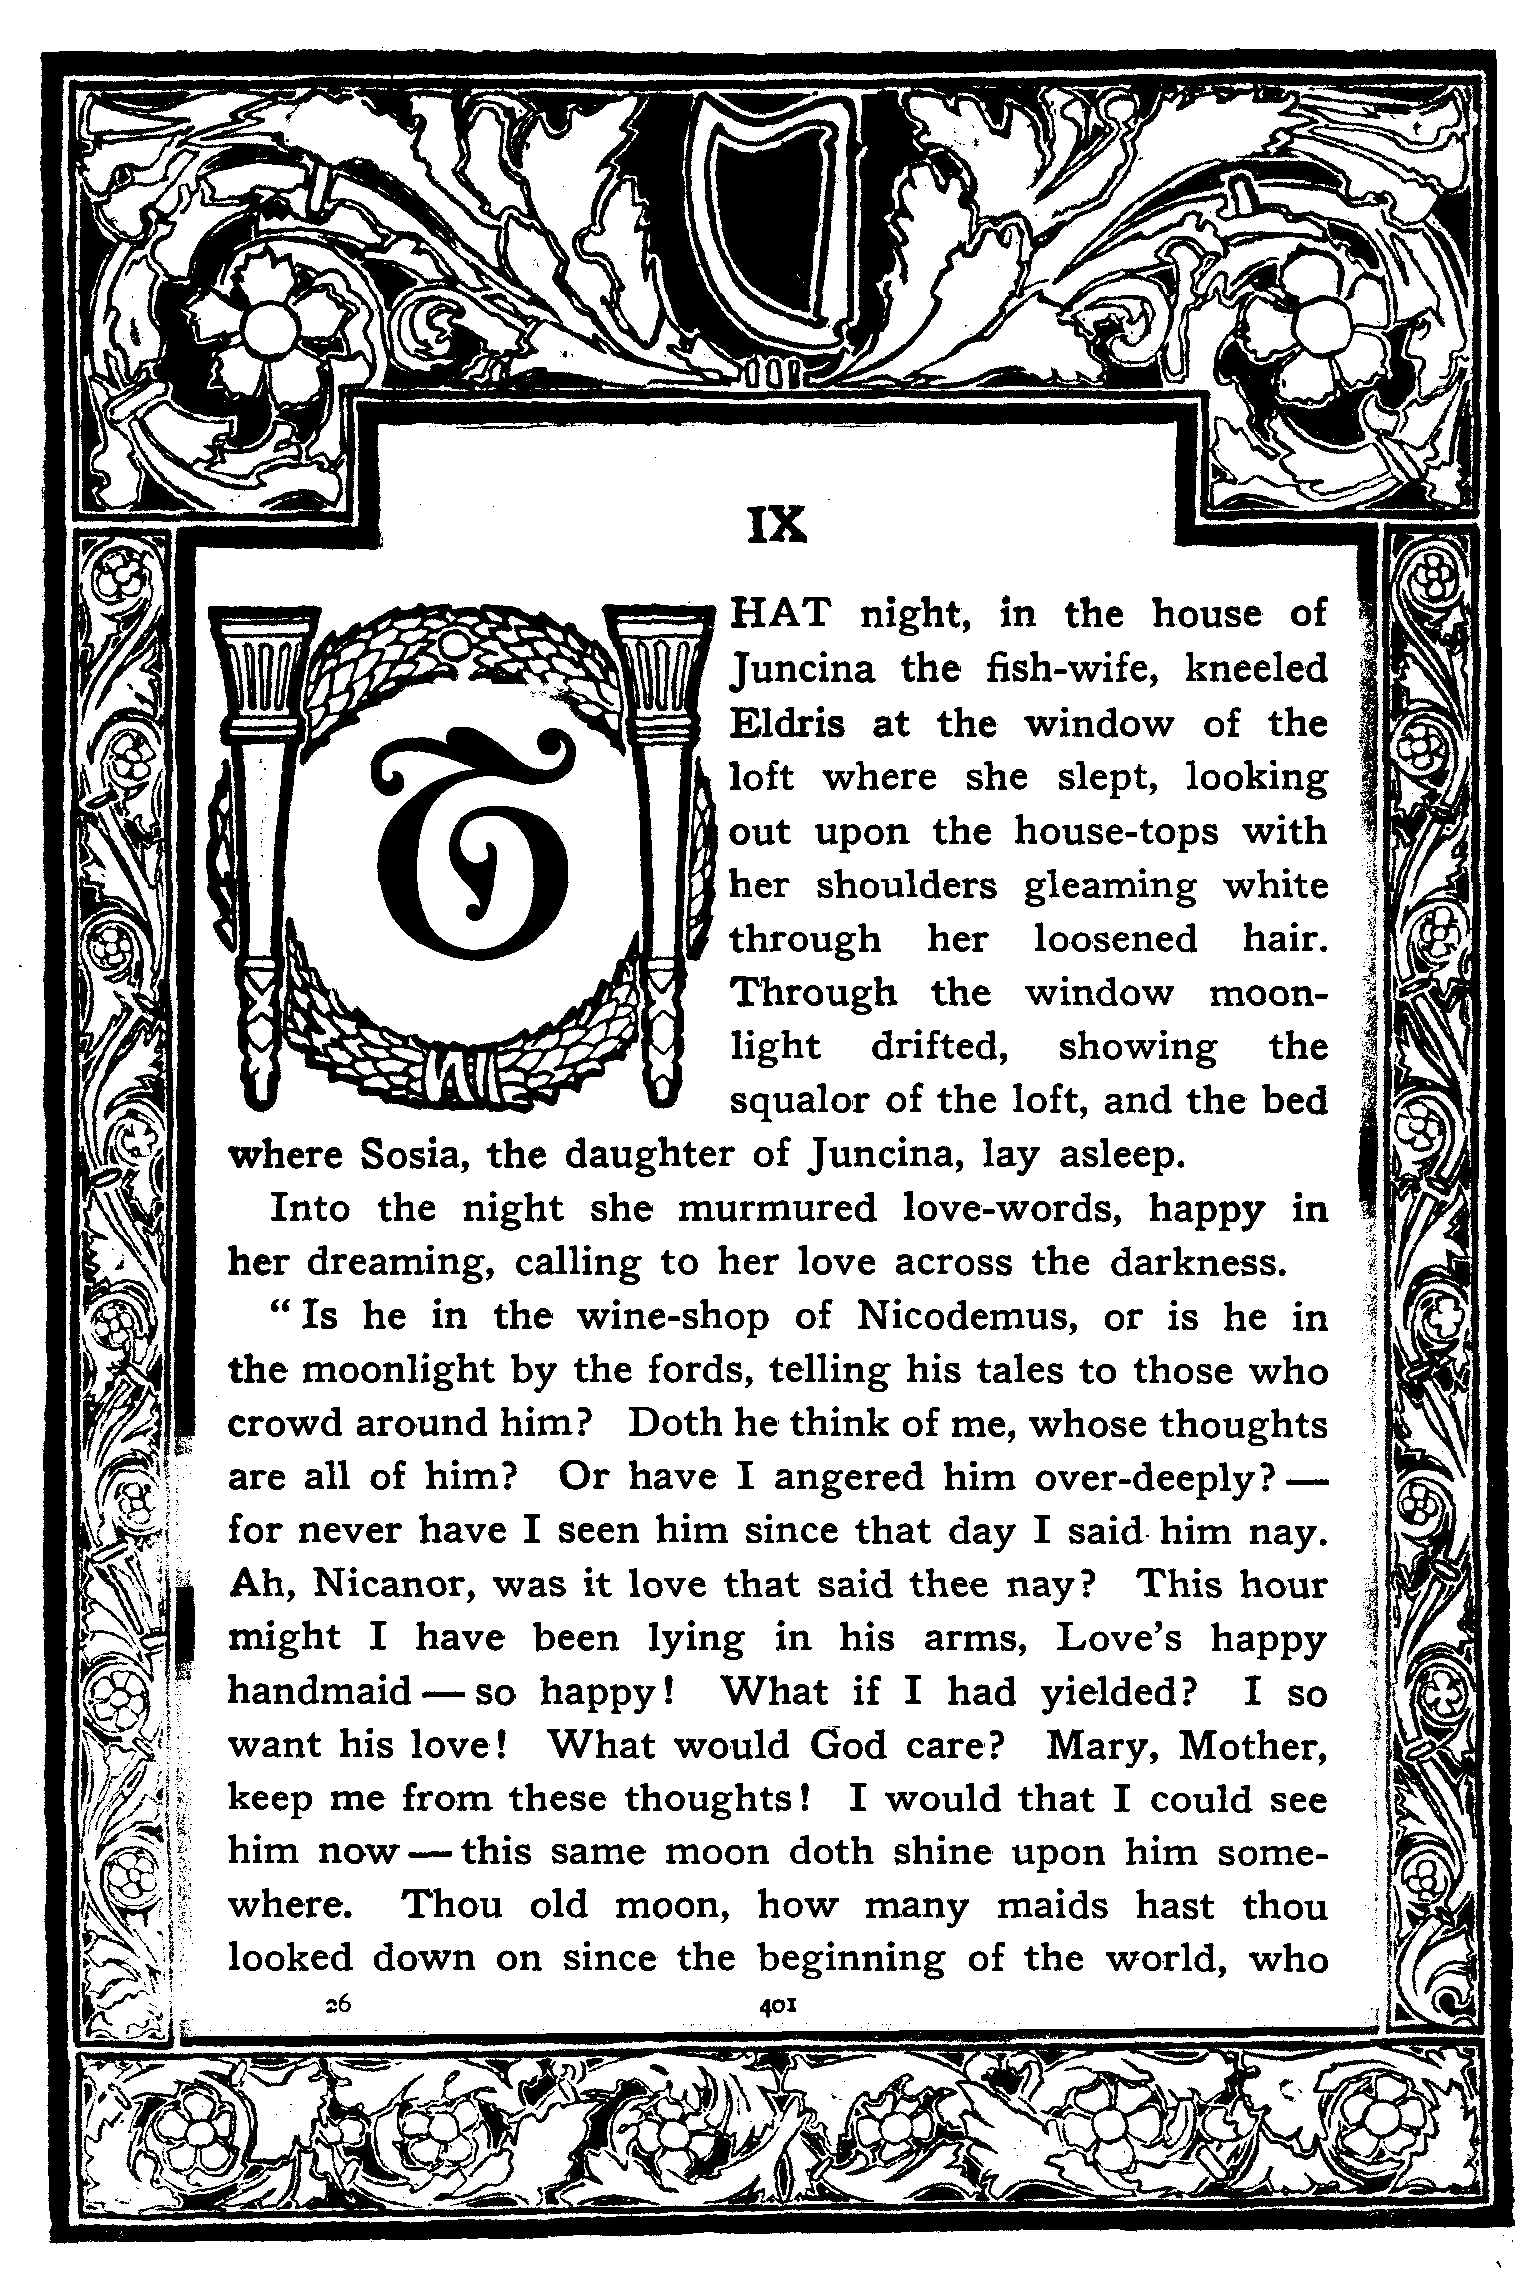 IX
THAT night, in the house of
Juncina the fish-wife, kneeled
Eldris at the window of the
loft where she slept, looking
out upon the house-tops with
her shoulders gleaming white
through her loosened hair.
Through the window moon-
light drifted, showing the
squalor of the loft, and the bed
where Sosia, the daughter of Juncina, lay asleep.
Into the night she murmured love-words, happy in
her dreaming, calling to her love across the darkness.
“Is he in the wine-shop of Nicodemus, or is he in
the moonlight by the fords, telling his tales to those who
crowd around him? Doth he think of me, whose thoughts
are all of him? Or have I angered him over-deeply?—
for never have I seen him since that day I said him nay.
Ah, Nicanor, was it love that said thee nay? This hour
might I have been lying in his arms, Love's happy
handmaid—so happy! What if I had yielded? I so
want his love! What would God care? Mary, Mother,
keep me from these thoughts! I would that I could see
him now—this same moon doth shine upon him some-
where. Thou old moon, how many maids hast thou
looked down on since the beginning of the world, who
26 401